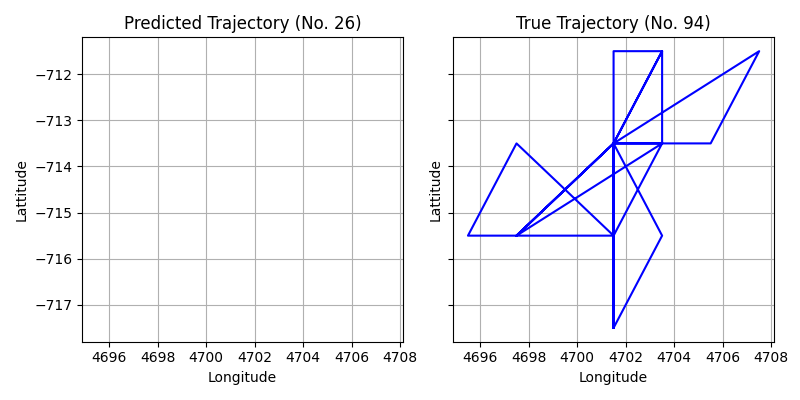 Predicted Trajectory (No. 26)
True Trajectory (No. 94)
Lattitude
−712
−713
−714
−715
−716
−717
4696 4698 4700 4702 4704 4706 4708
Longitude
Lattitude
4696 4698 4700 4702 4704 4706 4708
Longitude